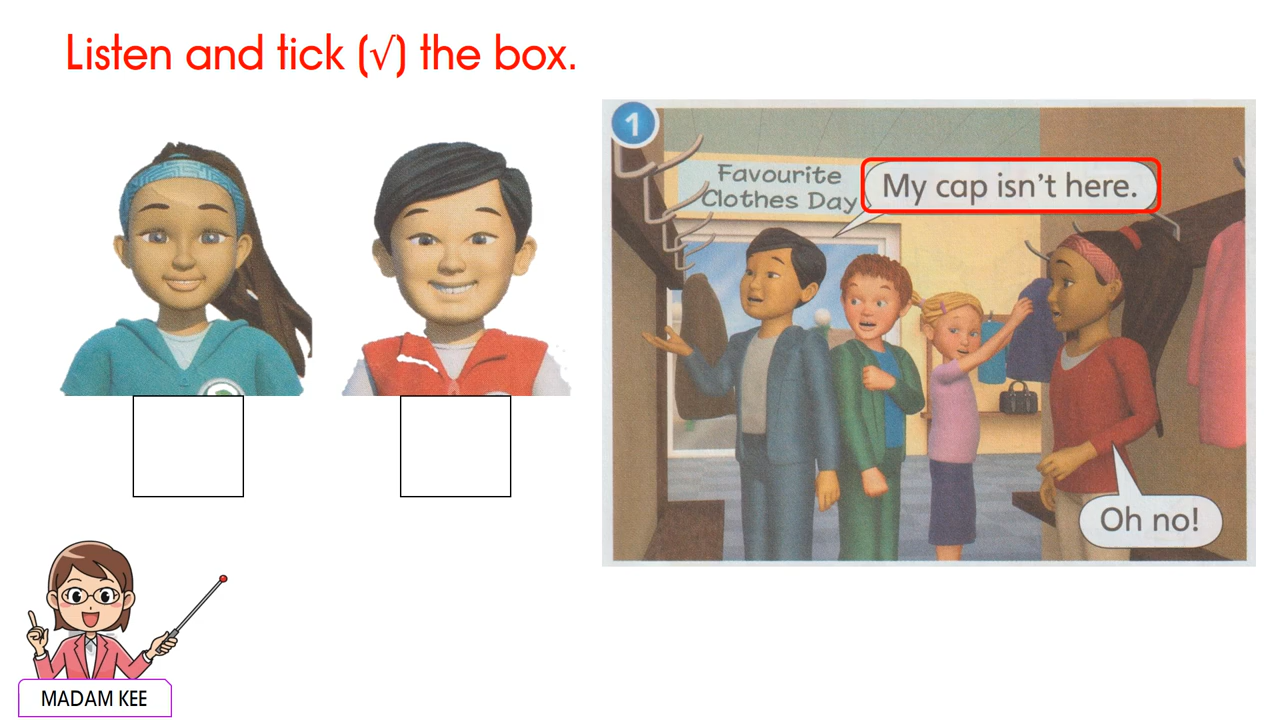 Listen and tick (√) the box.
1
Favourite
Clothes Day
My cap isn't here.
Oh no!
MADAM KEE